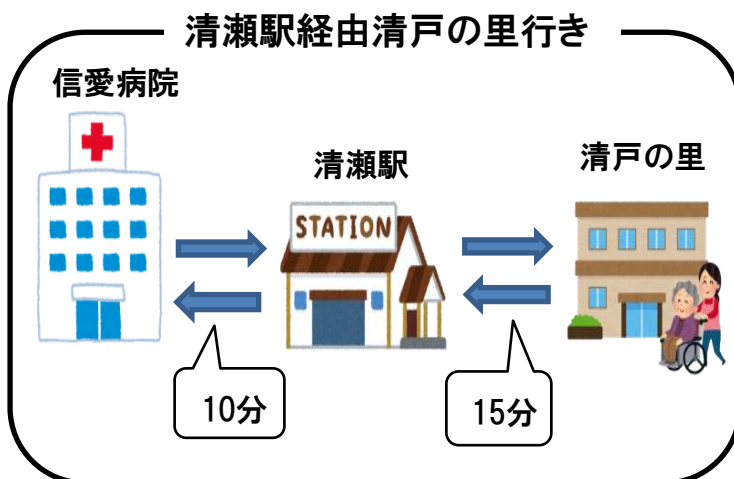 清瀬駅経由清戸の里行き
信愛病院
清瀬駅
清戸の里
STATION
10分
15分